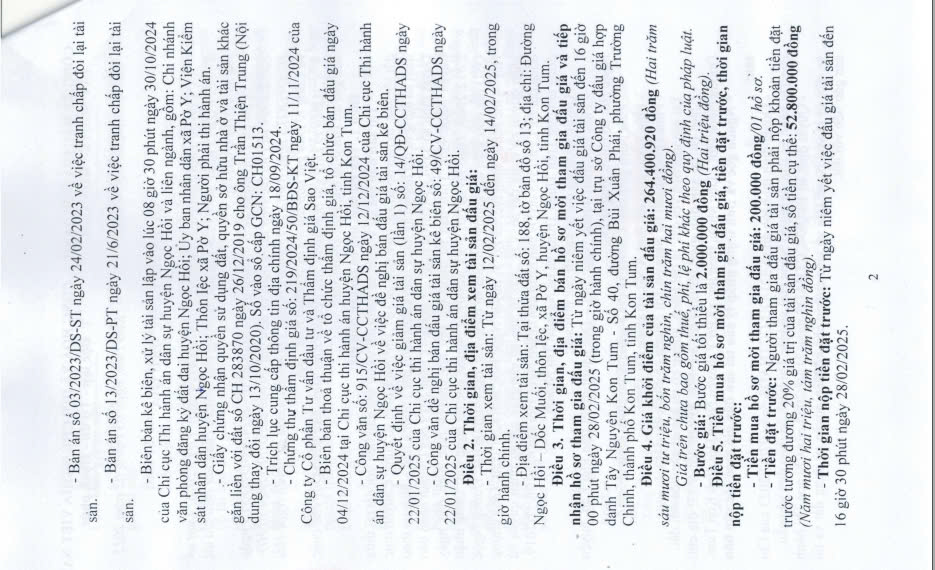 - Bản án số 03/2023/DS-ST ngày 24/02/2023 về việc tranh chấp đòi lại tài
sản.
- Bản án số 13/2023/DS-PT ngày 21/6/2023 về việc tranh chấp đòi lại tài
sản.
- Biên bản kê biên, xử lý tài sản lập vào lúc 08 giờ 30 phút ngày 30/10/2024
của Chi cục Thi hành án dân sự huyện Ngọc Hồi và liên ngành, gồm: Chi nhánh
văn phòng đăng ký đất đai huyện Ngọc Hồi; Ủy ban nhân dân xã Pờ Y; Viện Kiểm
sát nhân dân huyện Ngọc Hồi; Thôn Iệc xã Pờ Y; Người phải thi hành án.
- Giấy chứng nhận quyền sử dụng đất, quyền sở hữu nhà ở và tài sản khác
gắn liền với đất số CH 283870 ngày 26/12/2019 cho ông Trần Thiện Trung (Nội
dung thay đổi ngày 13/10/2020). Số vào sổ cấp GCN: CH01513.
- Trích lục cung cấp thông tin địa chính ngày 18/09/2024.
- Chứng thư thẩm định giá số: 219/2024/50/BĐS-KT ngày 11/11/2024 của
Công ty Cổ phần Tư vấn đầu tư và Thẩm định giá Sao Việt.
- Biên bản thỏa thuận về tổ chức thẩm định giá, tổ chức bán đấu giá ngày
04/12/2024 tại Chi cục thi hành án huyện Ngọc Hồi, tỉnh Kon Tum.
- Công văn số: 915/CV-CCTHADS ngày 12/12/2024 của Chi cục Thi hành
án dân sự huyện Ngọc Hồi về việc đề nghị bán đấu giá tài sản kê biên.
- Quyết định về việc giảm giá tài sản (lần 1) số: 14/QĐ-CCTHADS ngày
22/01/2025 của Chi cục thi hành án dân sự huyện Ngọc Hồi.
- Công văn đề nghị bán đấu giá tài sản kê biên số: 49/CV-CCTHADS ngày
22/01/2025 của Chi cục thi hành án dân sự huyện Ngọc Hồi.
Điều 2. Thời gian, địa điểm xem tài sản đấu giá:
- Thời gian xem tài sản: Từ ngày 12/02/2025 đến ngày 14/02/2025, trong
giờ hành chính.
- Địa điểm xem tài sản: Tại thửa đất số: 188, tờ bản đồ số 13; địa chỉ: Đường
Ngọc Hồi – Dốc Muối, thôn Iệc, xã Pờ Y, huyện Ngọc Hồi, tỉnh Kon Tum.
Điều 3. Thời gian, địa điểm bán hồ sơ mời tham gia đấu giá và tiếp
nhận hồ sơ tham gia đấu giá: Từ ngày niêm yết việc đấu giá tài sản đến 16 giờ
00 phút ngày 28/02/2025 (trong giờ hành chính), tại trụ sở Công ty đấu giá hợp
danh Tây Nguyên Kon Tum - Số 40, đường Bùi Xuân Phái, phường Trường
Chinh, thành phố Kon Tum, tỉnh Kon Tum.
Điều 4. Giá khởi điểm của tài sản đấu giá: 264.400.920 đồng (Hai trăm
sáu mươi tư triệu, bốn trăm nghìn, chín trăm hai mươi đồng).
Giá trên chưa bao gồm thuế, phí, lệ phí khác theo quy định của pháp luật.
- Bước giá: Bước giá tối thiểu là 2.000.000 đồng (Hai triệu đồng).
Điều 5. Tiền mua hồ sơ mời tham gia đấu giá, tiền đặt trước, thời gian
nộp tiền đặt trước:
- Tiền mua hồ sơ mời tham gia đấu giá: 200.000 đồng/01 hồ sơ.
- Tiền đặt trước: Người tham gia đấu giá tài sản phải nộp khoản tiền đặt
trước tương đương 20% giá trị của tài sản đấu giá, số tiền cụ thể: 52.800.000 đồng
(Năm mươi hai triệu, tám trăm nghìn đồng).
- Thời gian nộp tiền đặt trước: Từ ngày niêm yết việc đấu giá tài sản đến
16 giờ 30 phút ngày 28/02/2025.
2